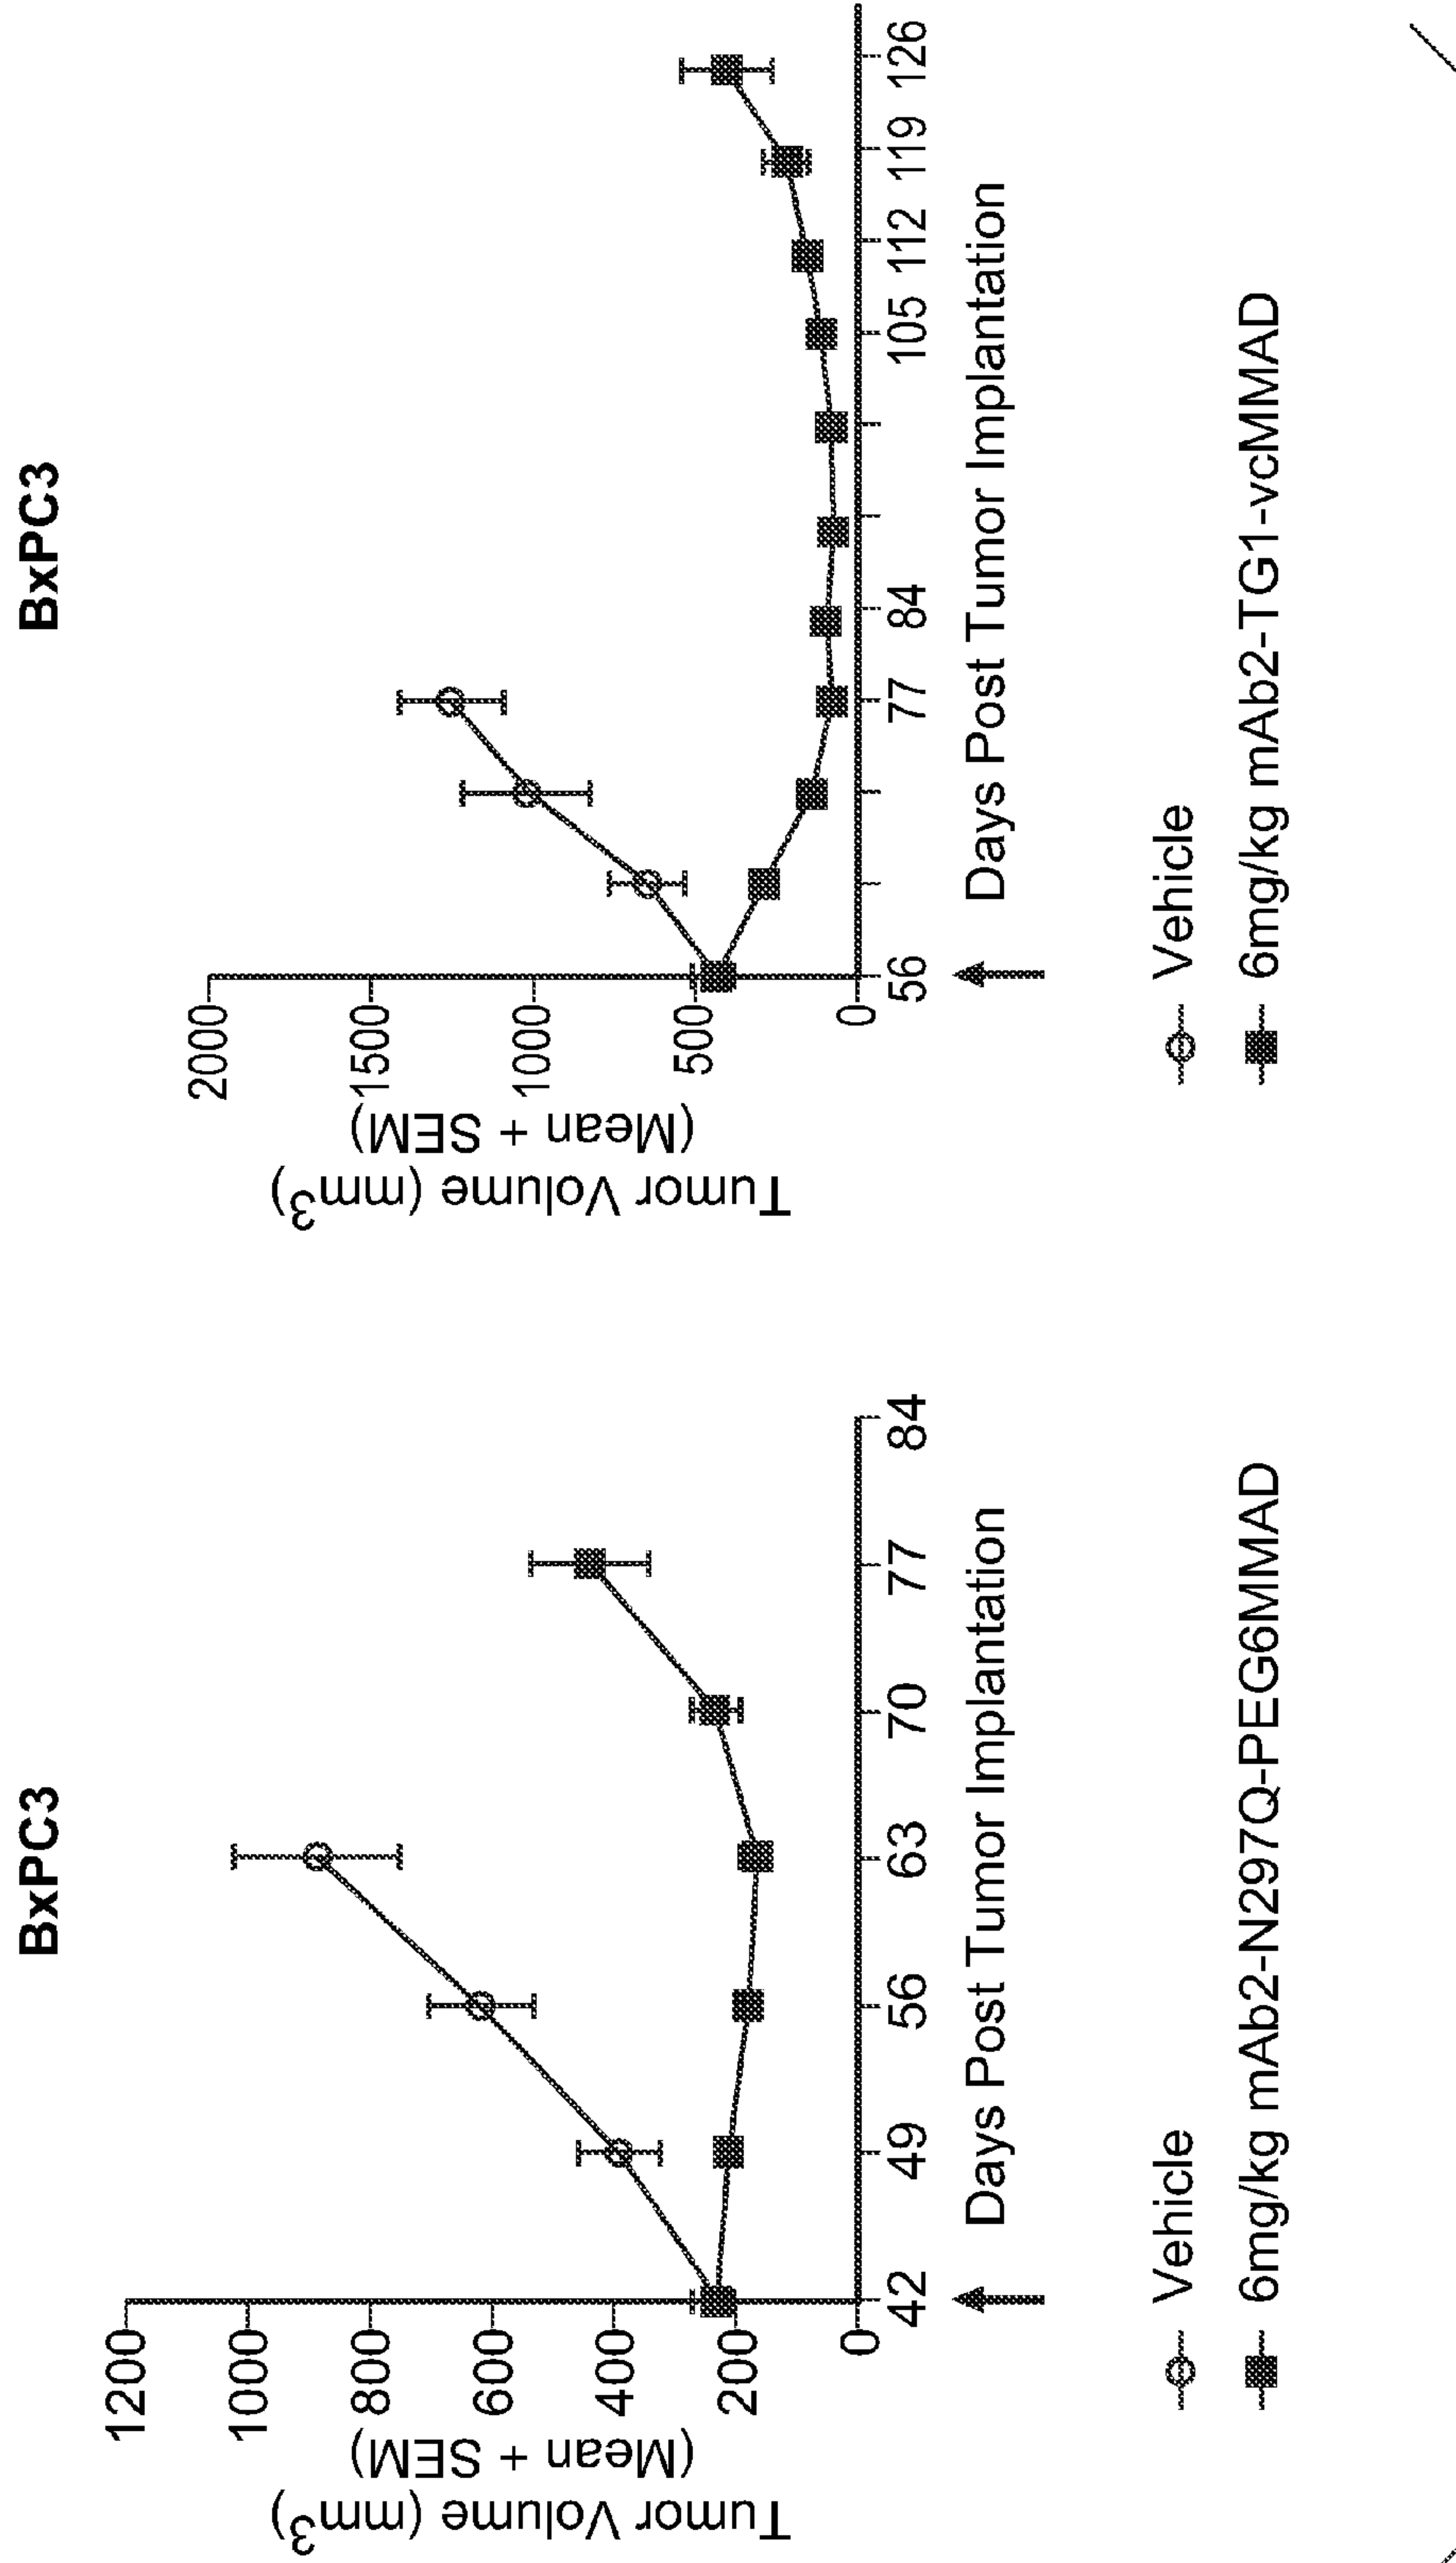 BxPC3
Tumor Volume (mm3)
(Mean + SEM)
1200
1000
800
600
400
200
0
42 49 56 63 70 77 84
Days Post Tumor Implantation
Vehicle
6mg/kg mAb2-N297Q-PEG6MMAD
BxPC3
Tumor Volume (mm3)
(Mean + SEM)
2000
1500
1000
500
0
56 77 84 105 112 119 126
Days Post Tumor Implantation
Vehicle
6mg/kg mAb2-TG1-vcMMAD